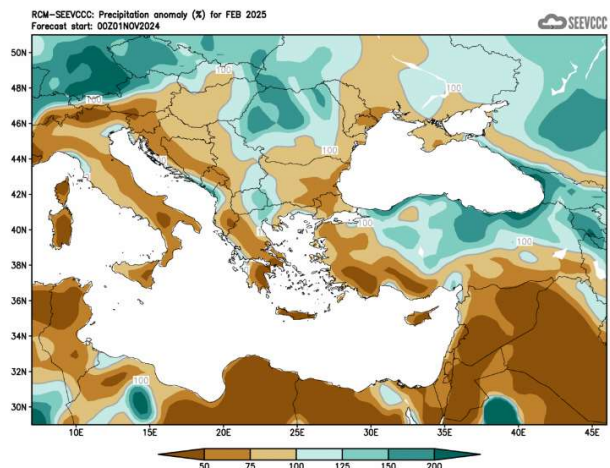 RCM-SEEVCCC: Precipitation anomaly (%) for FEB 2025
Forecast start: 00Z01NOV2024
SEEVCCC
50N
48N
46N
44N
42N
40N
38N
36N
34N
32N
30N
100
100
100
100
100
100
100
10E 15E 20E 25E 30E 35E 40E 45E
50 75 100 125 150 200